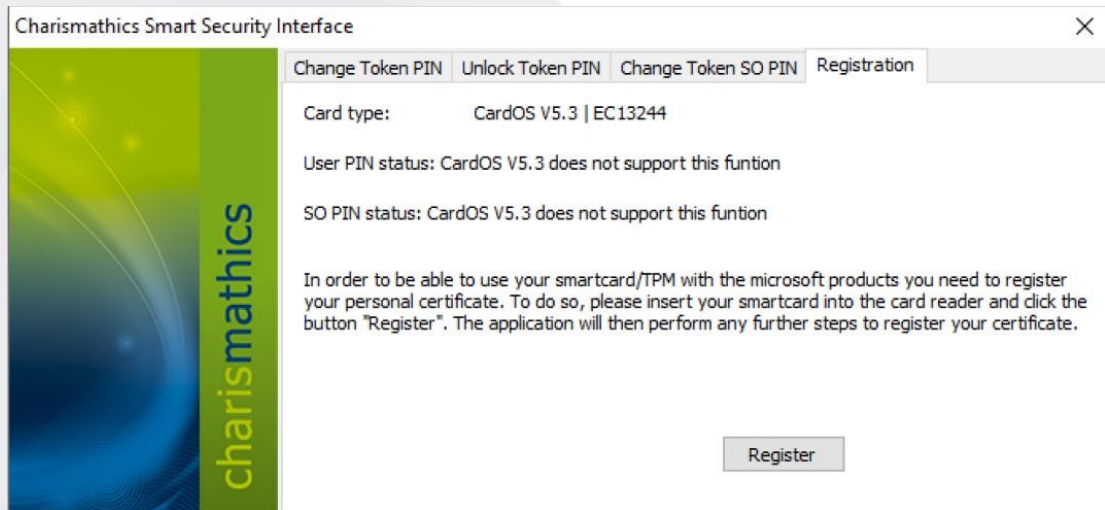 Charismathics Smart Security Interface
Change Token PIN
Unlock Token PIN
Change Token SO PIN
Registration
Card type: CardOS V5.3 | EC13244
User PIN status: CardOS V5.3 does not support this funtion
SO PIN status: CardOS V5.3 does not support this funtion
In order to be able to use your smartcard/TPM with the microsoft products you need to register
your personal certificate. To do so, please insert your smartcard into the card reader and click the
button "Register". The application will then perform any further steps to register your certificate.
Register
charismathics